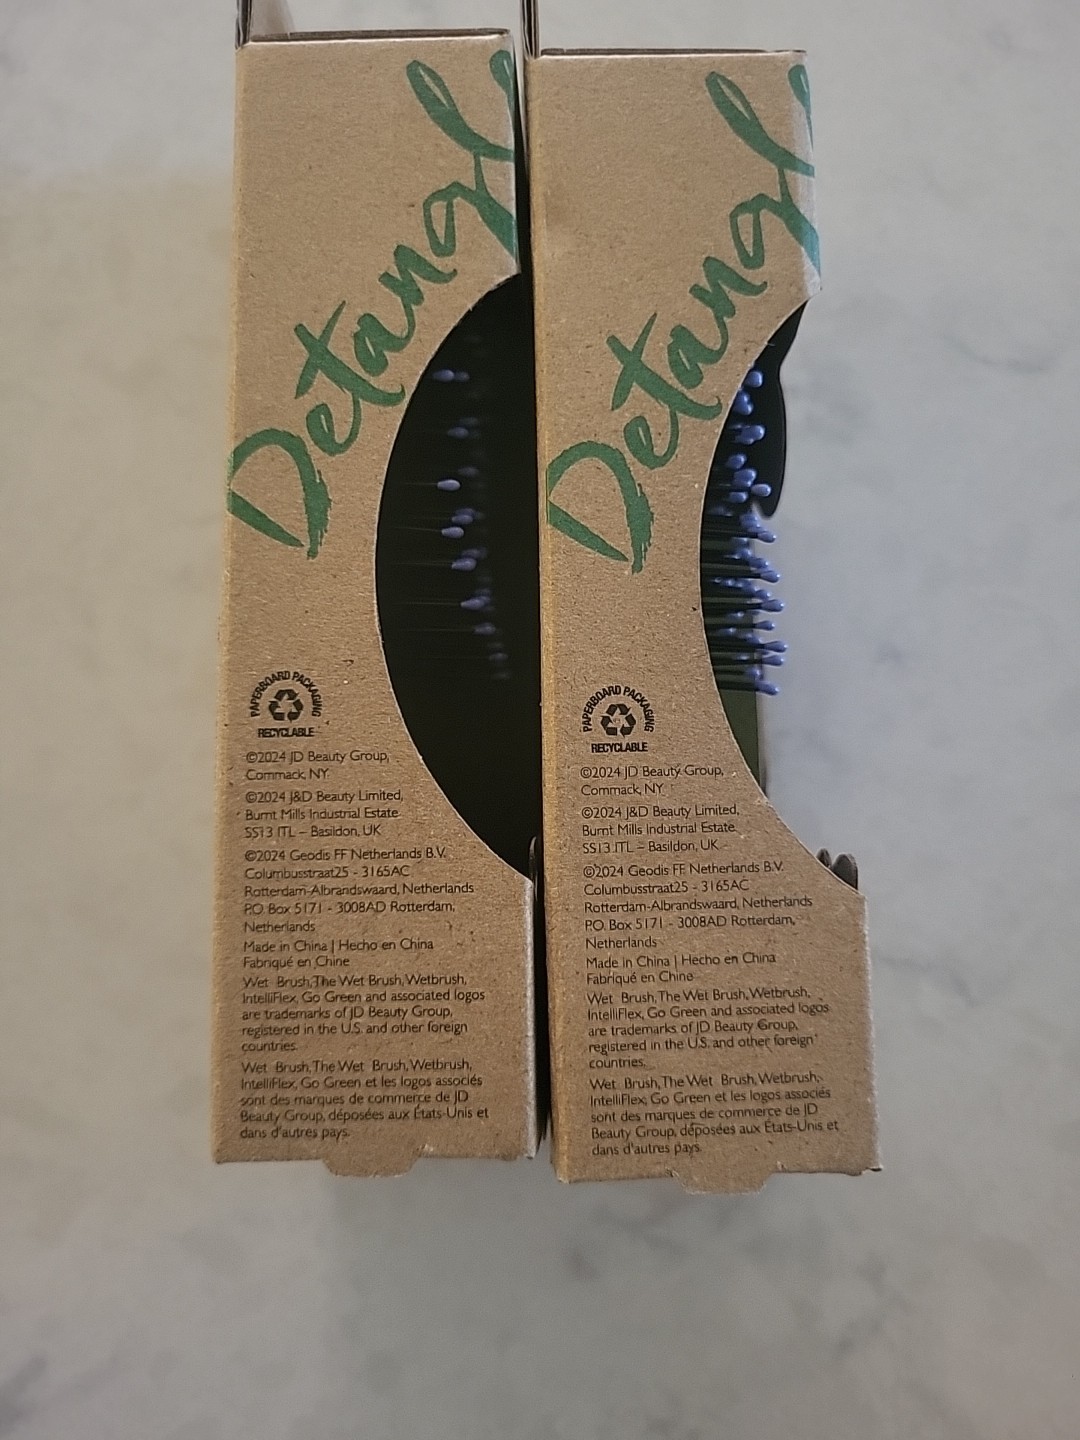 Detangl
PAPERBOARD PACKAGING
RECYCLABLE
©2024 JD Beauty Group,
Commack, NY
©2024 J&D Beauty Limited,
Burnt Mills Industrial Estate
SS13 ITL – Basildon, UK
©2024 Geodis FF Netherlands B.V.
Columbusstraat25 - 3165AC
Rotterdam-Albrandswaard, Netherlands
P.O. Box 5171 - 3008AD Rotterdam,
Netherlands
Made in China | Hecho en China
Fabriqué en Chine
Wet Brush, The Wet Brush, Wetbrush,
IntelliFlex, Go Green and associated logos
are trademarks of JD Beauty Group,
registered in the U.S. and other foreign
countries.
Wet Brush, The Wet Brush, Wetbrush,
IntelliFlex, Go Green et les logos associés
sont des marques de commerce de JD
Beauty Group, déposées aux États-Unis et
dans d'autres pays.
Detangl
PAPERBOARD PACKAGING
RECYCLABLE
©2024 JD Beauty Group,
Commack, NY
©2024 J&D Beauty Limited,
Burnt Mills Industrial Estate
SS13 ITL – Basildon, UK
©2024 Geodis FF Netherlands B.V.
Columbusstraat25 - 3165AC
Rotterdam-Albrandswaard, Netherlands
P.O. Box 5171 - 3008AD Rotterdam,
Netherlands
Made in China | Hecho en China
Fabriqué en Chine
Wet Brush, The Wet Brush, Wetbrush,
IntelliFlex, Go Green and associated logos
are trademarks of JD Beauty Group,
registered in the U.S. and other foreign
countries.
Wet Brush, The Wet Brush, Wetbrush,
IntelliFlex, Go Green et les logos associés
sont des marques de commerce de JD
Beauty Group, déposées aux États-Unis et
dans d'autres pays.